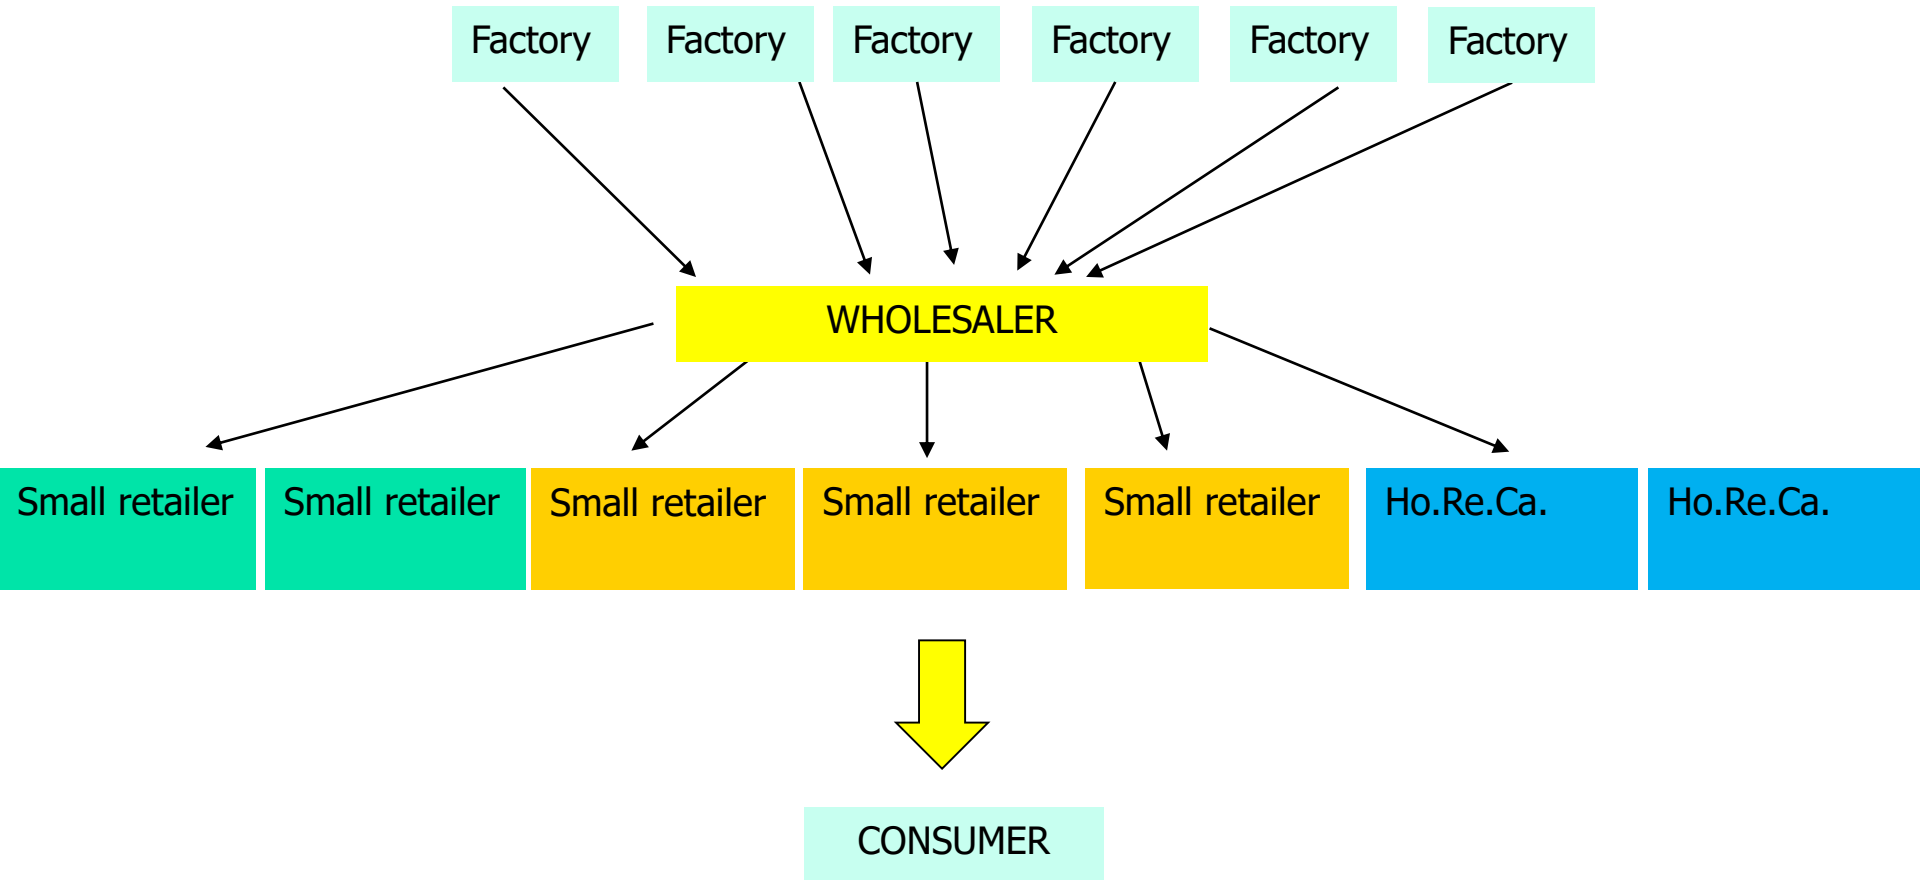 Factory
Factory
Factory
Factory
Factory
Factory
WHOLESALER
Small retailer
Small retailer
Small retailer
Small retailer
Small retailer
Ho.Re.Ca.
Ho.Re.Ca.
CONSUMER